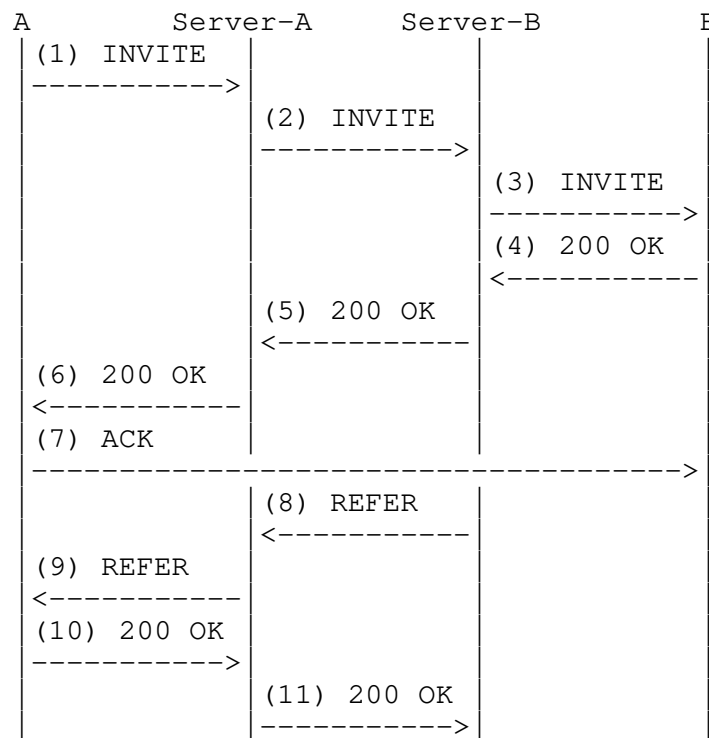 A Server-A Server-B B
(1) INVITE
----------->
(2) INVITE
----------->
(3) INVITE
----------->
(4) 200 OK
<-----------
(5) 200 OK
<-----------
(6) 200 OK
<-----------
(7) ACK
---------------------------------->
(8) REFER
<-----------
(9) REFER
<-----------
(10) 200 OK
----------->
(11) 200 OK
----------->